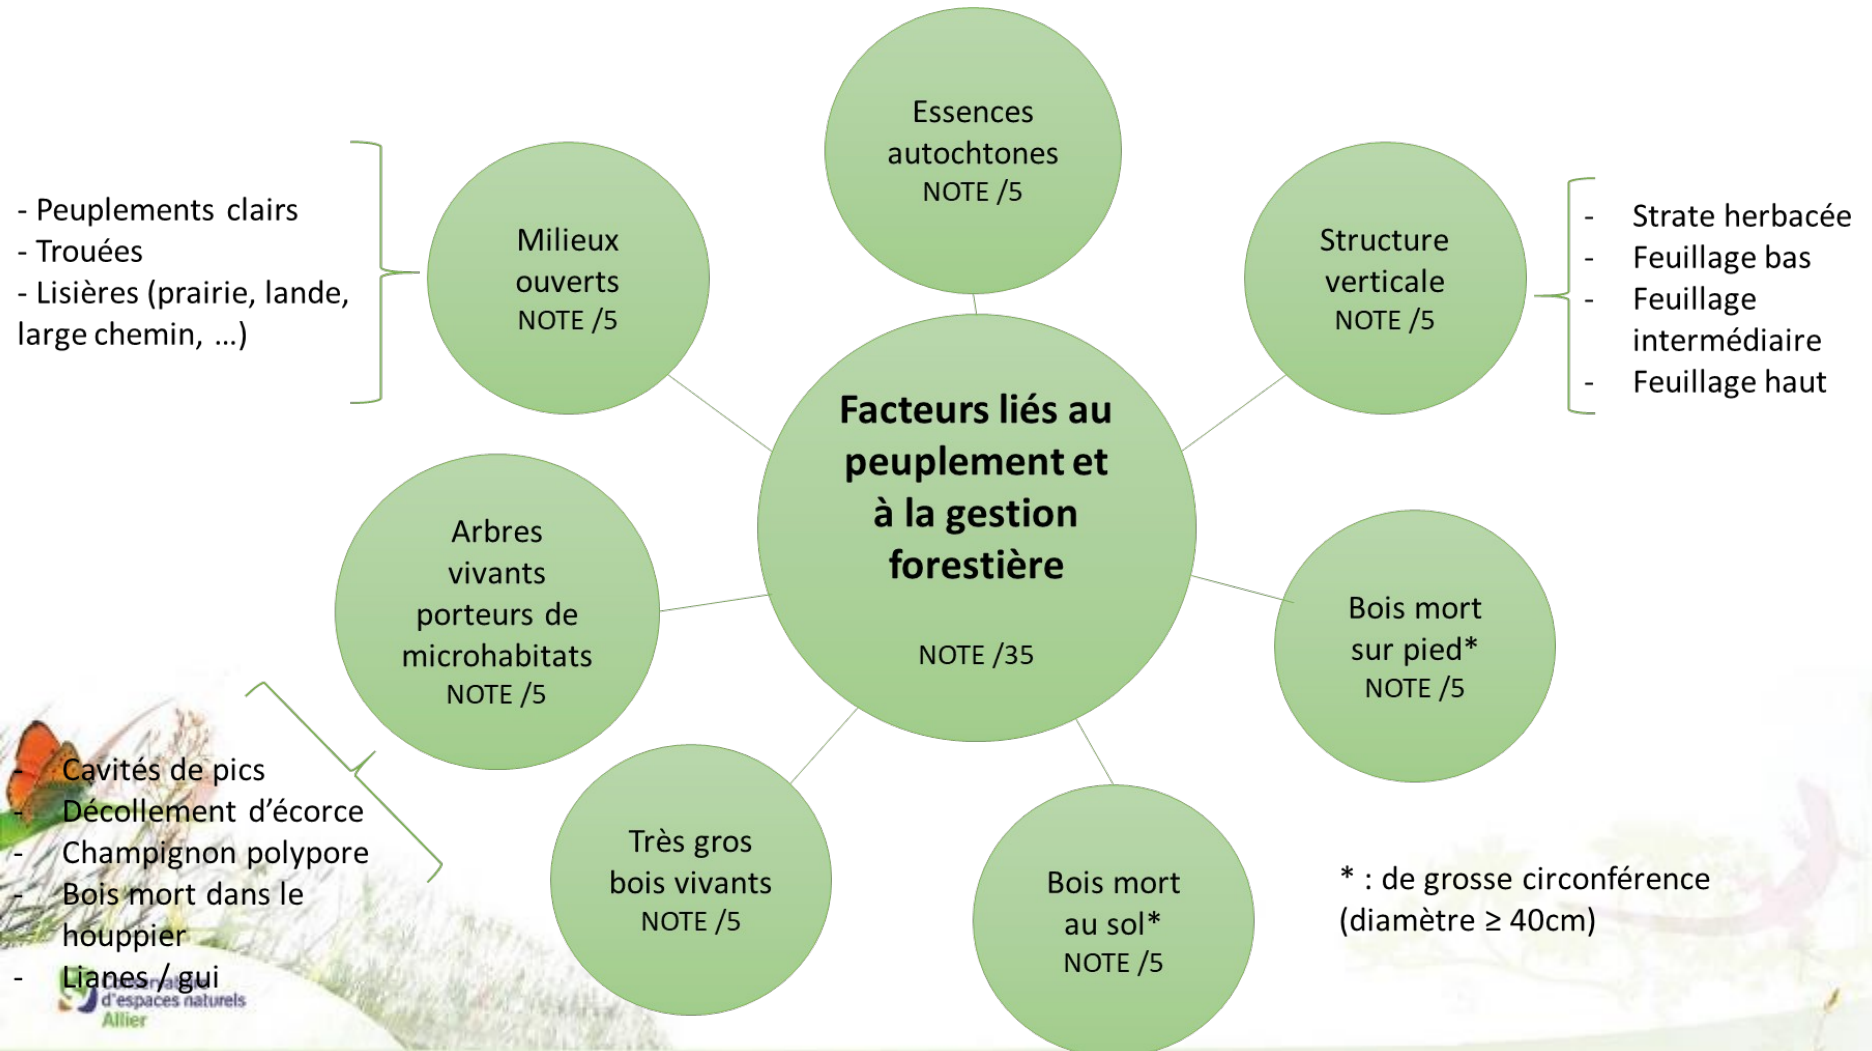 Essences
autochtones
NOTE /5
Milieux
ouverts
NOTE /5
- Peuplements clairs
- Trouées
- Lisières (prairie, lande,
large chemin, ...)
Structure
verticale
NOTE /5
- Strate herbacée
- Feuillage bas
- Feuillage
intermédiaire
- Feuillage haut
Facteurs liés au
peuplement et
à la gestion
forestière
NOTE /35
Arbres
vivants
porteurs de
microhabitats
NOTE /5
Bois mort
sur pied*
NOTE /5
- Cavités de pics
- Décollement d'écorce
- Champignon polypore
- Bois mort dans le
houppier
- Lianes / gui
Très gros
bois vivants
NOTE /5
Bois mort
au sol*
NOTE /5
* : de grosse circonférence
(diamètre ≥ 40cm)
Conservatoire
d'espaces naturels
Allier